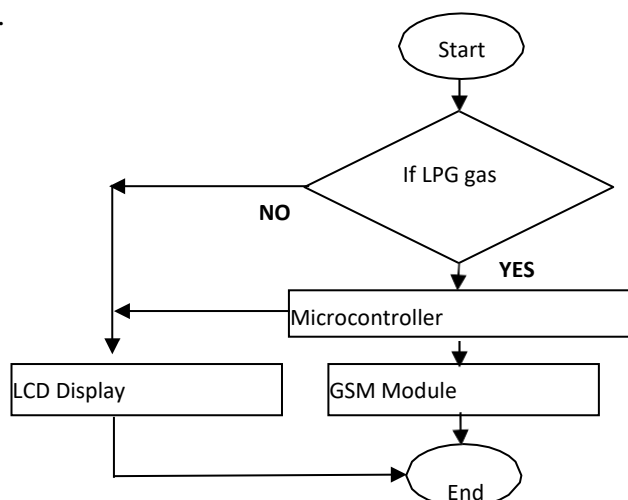 Start
If LPG gas
NO
YES
Microcontroller
LCD Display
GSM Module
End